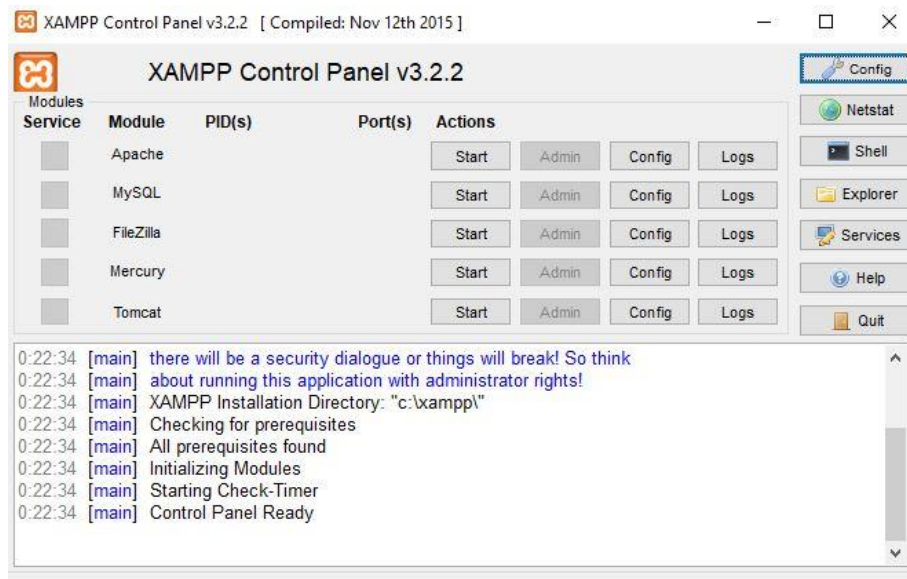 XAMPP Control Panel v3.2.2 [ Compiled: Nov 12th 2015 ]
XAMPP Control Panel v3.2.2
Config
Modules
Service Module PID(s) Port(s) Actions
Netstat
Apache Start Admin Config Logs
Shell
MySQL Start Admin Config Logs
Explorer
FileZilla Start Admin Config Logs
Services
Mercury Start Admin Config Logs
Help
Tomcat Start Admin Config Logs
Quit
0:22:34 [main] there will be a security dialogue or things will break! So think
0:22:34 [main] about running this application with administrator rights!
0:22:34 [main] XAMPP Installation Directory: "c:\xampp\"
0:22:34 [main] Checking for prerequisites
0:22:34 [main] All prerequisites found
0:22:34 [main] Initializing Modules
0:22:34 [main] Starting Check-Timer
0:22:34 [main] Control Panel Ready